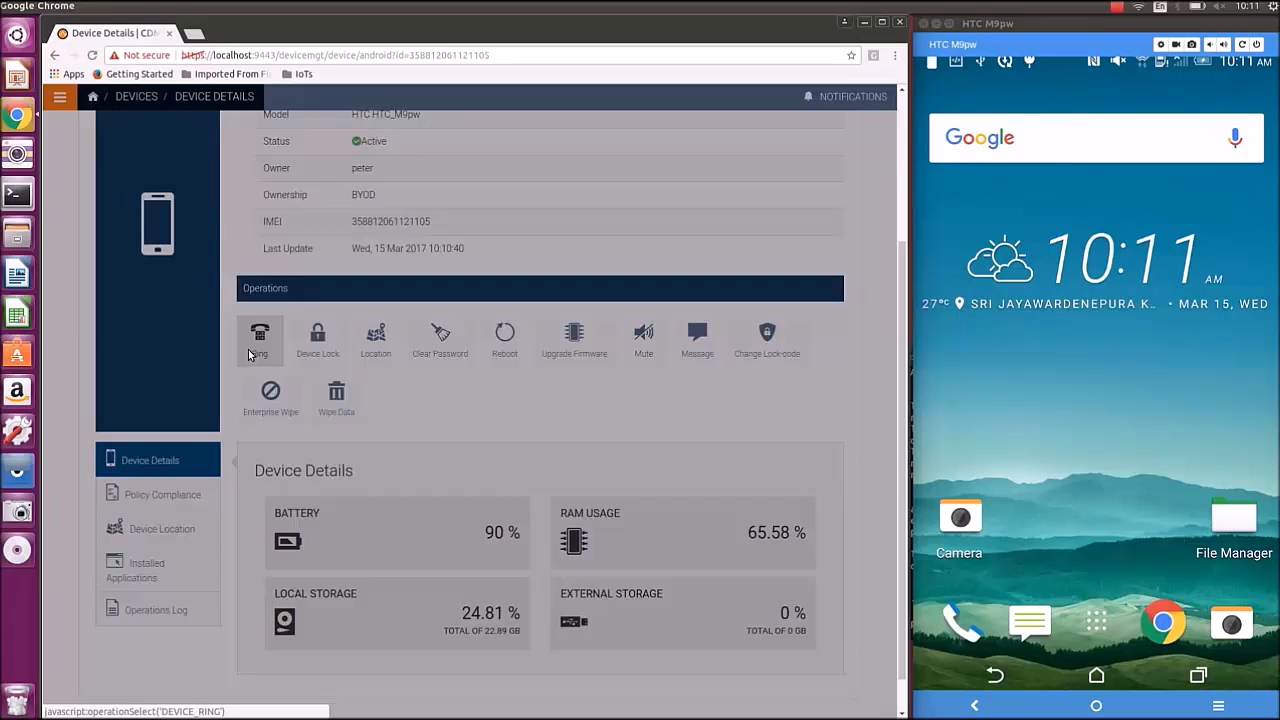 Google Chrome
En
10:11
Device Details | CDM
Not secure
https://localhost:9443/devicemgt/device/android?id=358812061121105
Apps
Getting Started
Imported From Fi
IoTs
/ DEVICES / DEVICE DETAILS
NOTIFICATIONS
Model HTC HTC_M9pw
Status Active
Owner peter
Ownership BYOD
IMEI 358812061121105
Last Update Wed, 15 Mar 2017 10:10:40
Operations
Ring
Device Lock
Location
Clear Password
Reboot
Upgrade Firmware
Mute
Message
Change Lock-code
Enterprise Wipe
Wipe Data
Device Details
Policy Compliance
Device Location
Installed
Applications
Operations Log
Device Details
BATTERY
90 %
RAM USAGE
65.58 %
LOCAL STORAGE
24.81 %
TOTAL OF 22.89 GB
EXTERNAL STORAGE
0 %
TOTAL OF 0 GB
javascript:operationSelect('DEVICE_RING')
HTC M9pw
HTC M9pw
10:11 AM
Google
10:11 AM
27°C SRI JAYAWARDENEPURA K... • MAR 15, WED
Camera
File Manager